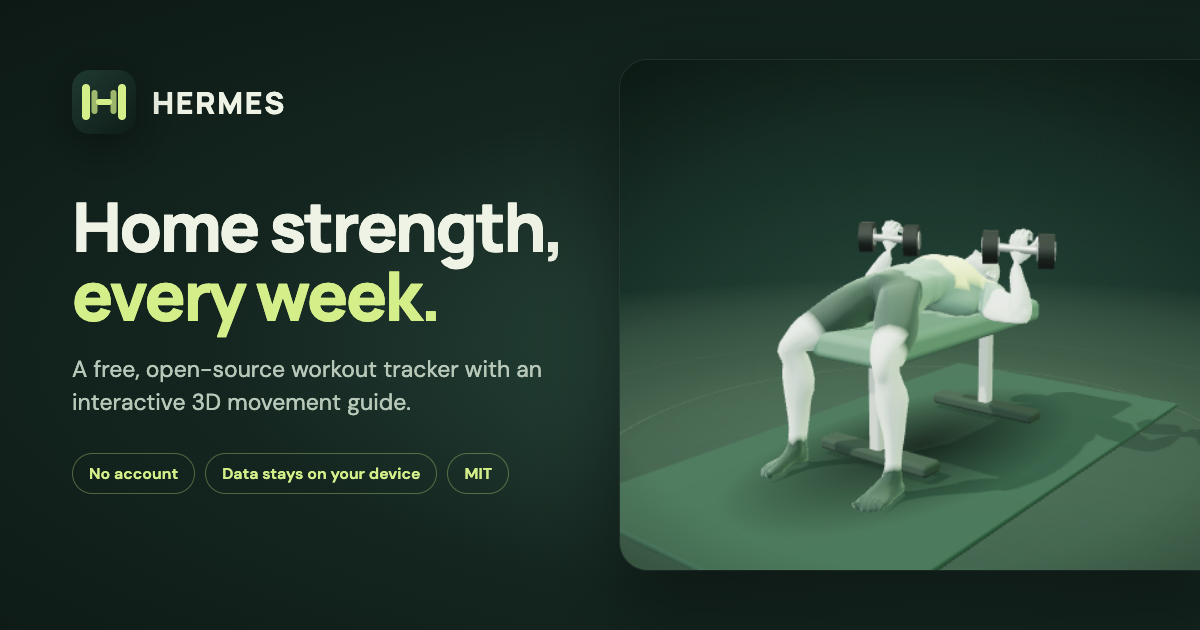 HERMES
Home strength,
every week.
A free, open-source workout tracker with an
interactive 3D movement guide.
No account
Data stays on your device
MIT